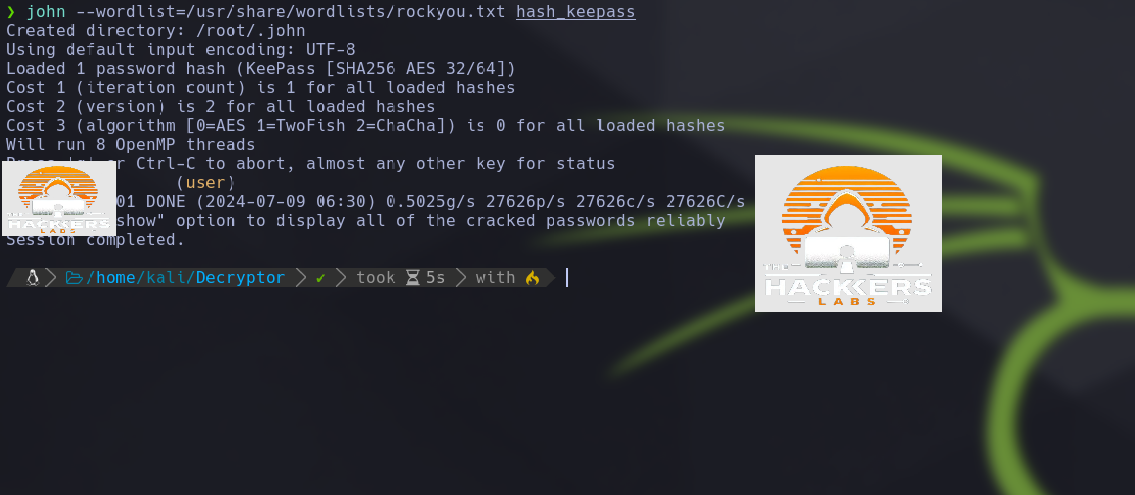 ❯ john --wordlist=/usr/share/wordlists/rockyou.txt hash_keepass
Created directory: /root/.john
Using default input encoding: UTF-8
Loaded 1 password hash (KeePass [SHA256 AES 32/64])
Cost 1 (iteration count) is 1 for all loaded hashes
Cost 2 (version) is 2 for all loaded hashes
Cost 3 (algorithm [0=AES 1=TwoFish 2=ChaCha]) is 0 for all loaded hashes
Will run 8 OpenMP threads
or Ctrl-C to abort, almost any other key for status
(user)
01 DONE (2024-07-09 06:30) 0.5025g/s 27626p/s 27626c/s 27626C/s
show" option to display all of the cracked passwords reliably
Session completed.
/home/kali/Decryptor ✔ took 5s with
THE
HACKERS
LABS
THE
HACKERS
LABS